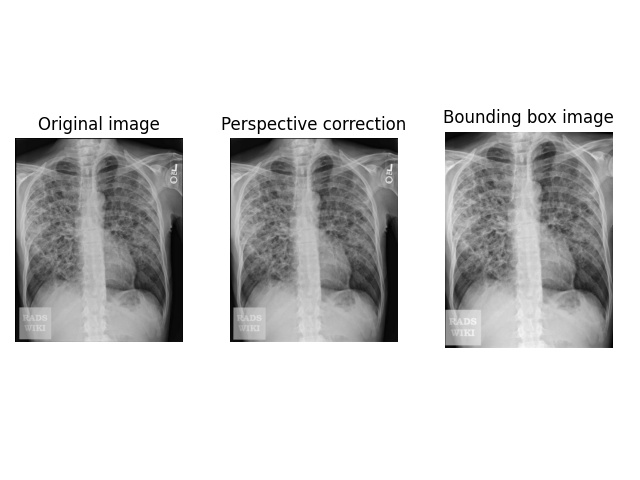 Original image
Perspective correction
Bounding box image
RADS
WIKI
RADS
WIKI
RADS
WIKI